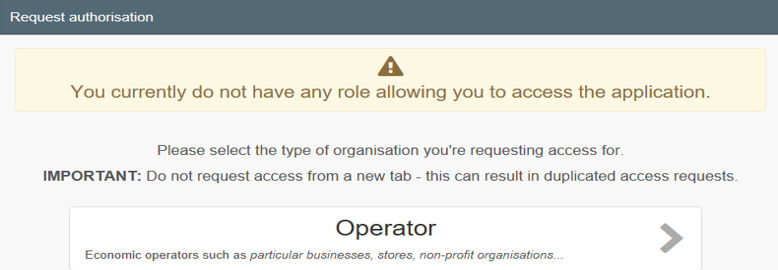 Request authorisation
You currently do not have any role allowing you to access the application.
Please select the type of organisation you're requesting access for.
IMPORTANT: Do not request access from a new tab - this can result in duplicated access requests.
Operator
Economic operators such as particular businesses, stores, non-profit organisations...